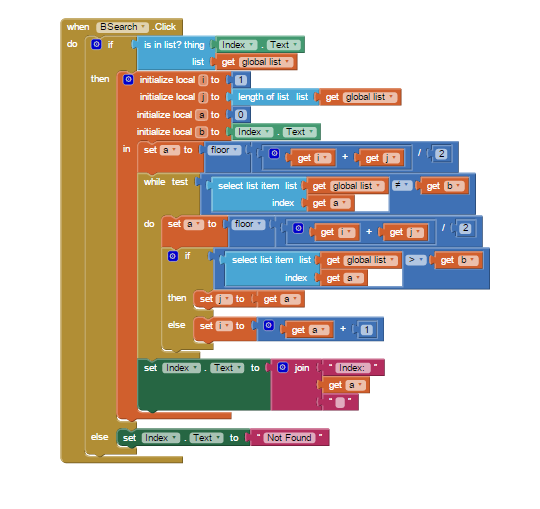 when BSearch .Click
do if is in list? thing Index . Text
list get global list
then initialize local i to 1
initialize local j to length of list list get global list
initialize local a to 0
initialize local b to Index . Text
in set a to floor get i + get j / 2
while test select list item list get global list ≠ get b
index get a
do set a to floor get i + get j / 2
if select list item list get global list > get b
index get a
then set j to get a
else set i to get a + 1
set Index . Text to join " Index: "
get a
" "
else set Index . Text to " Not Found "